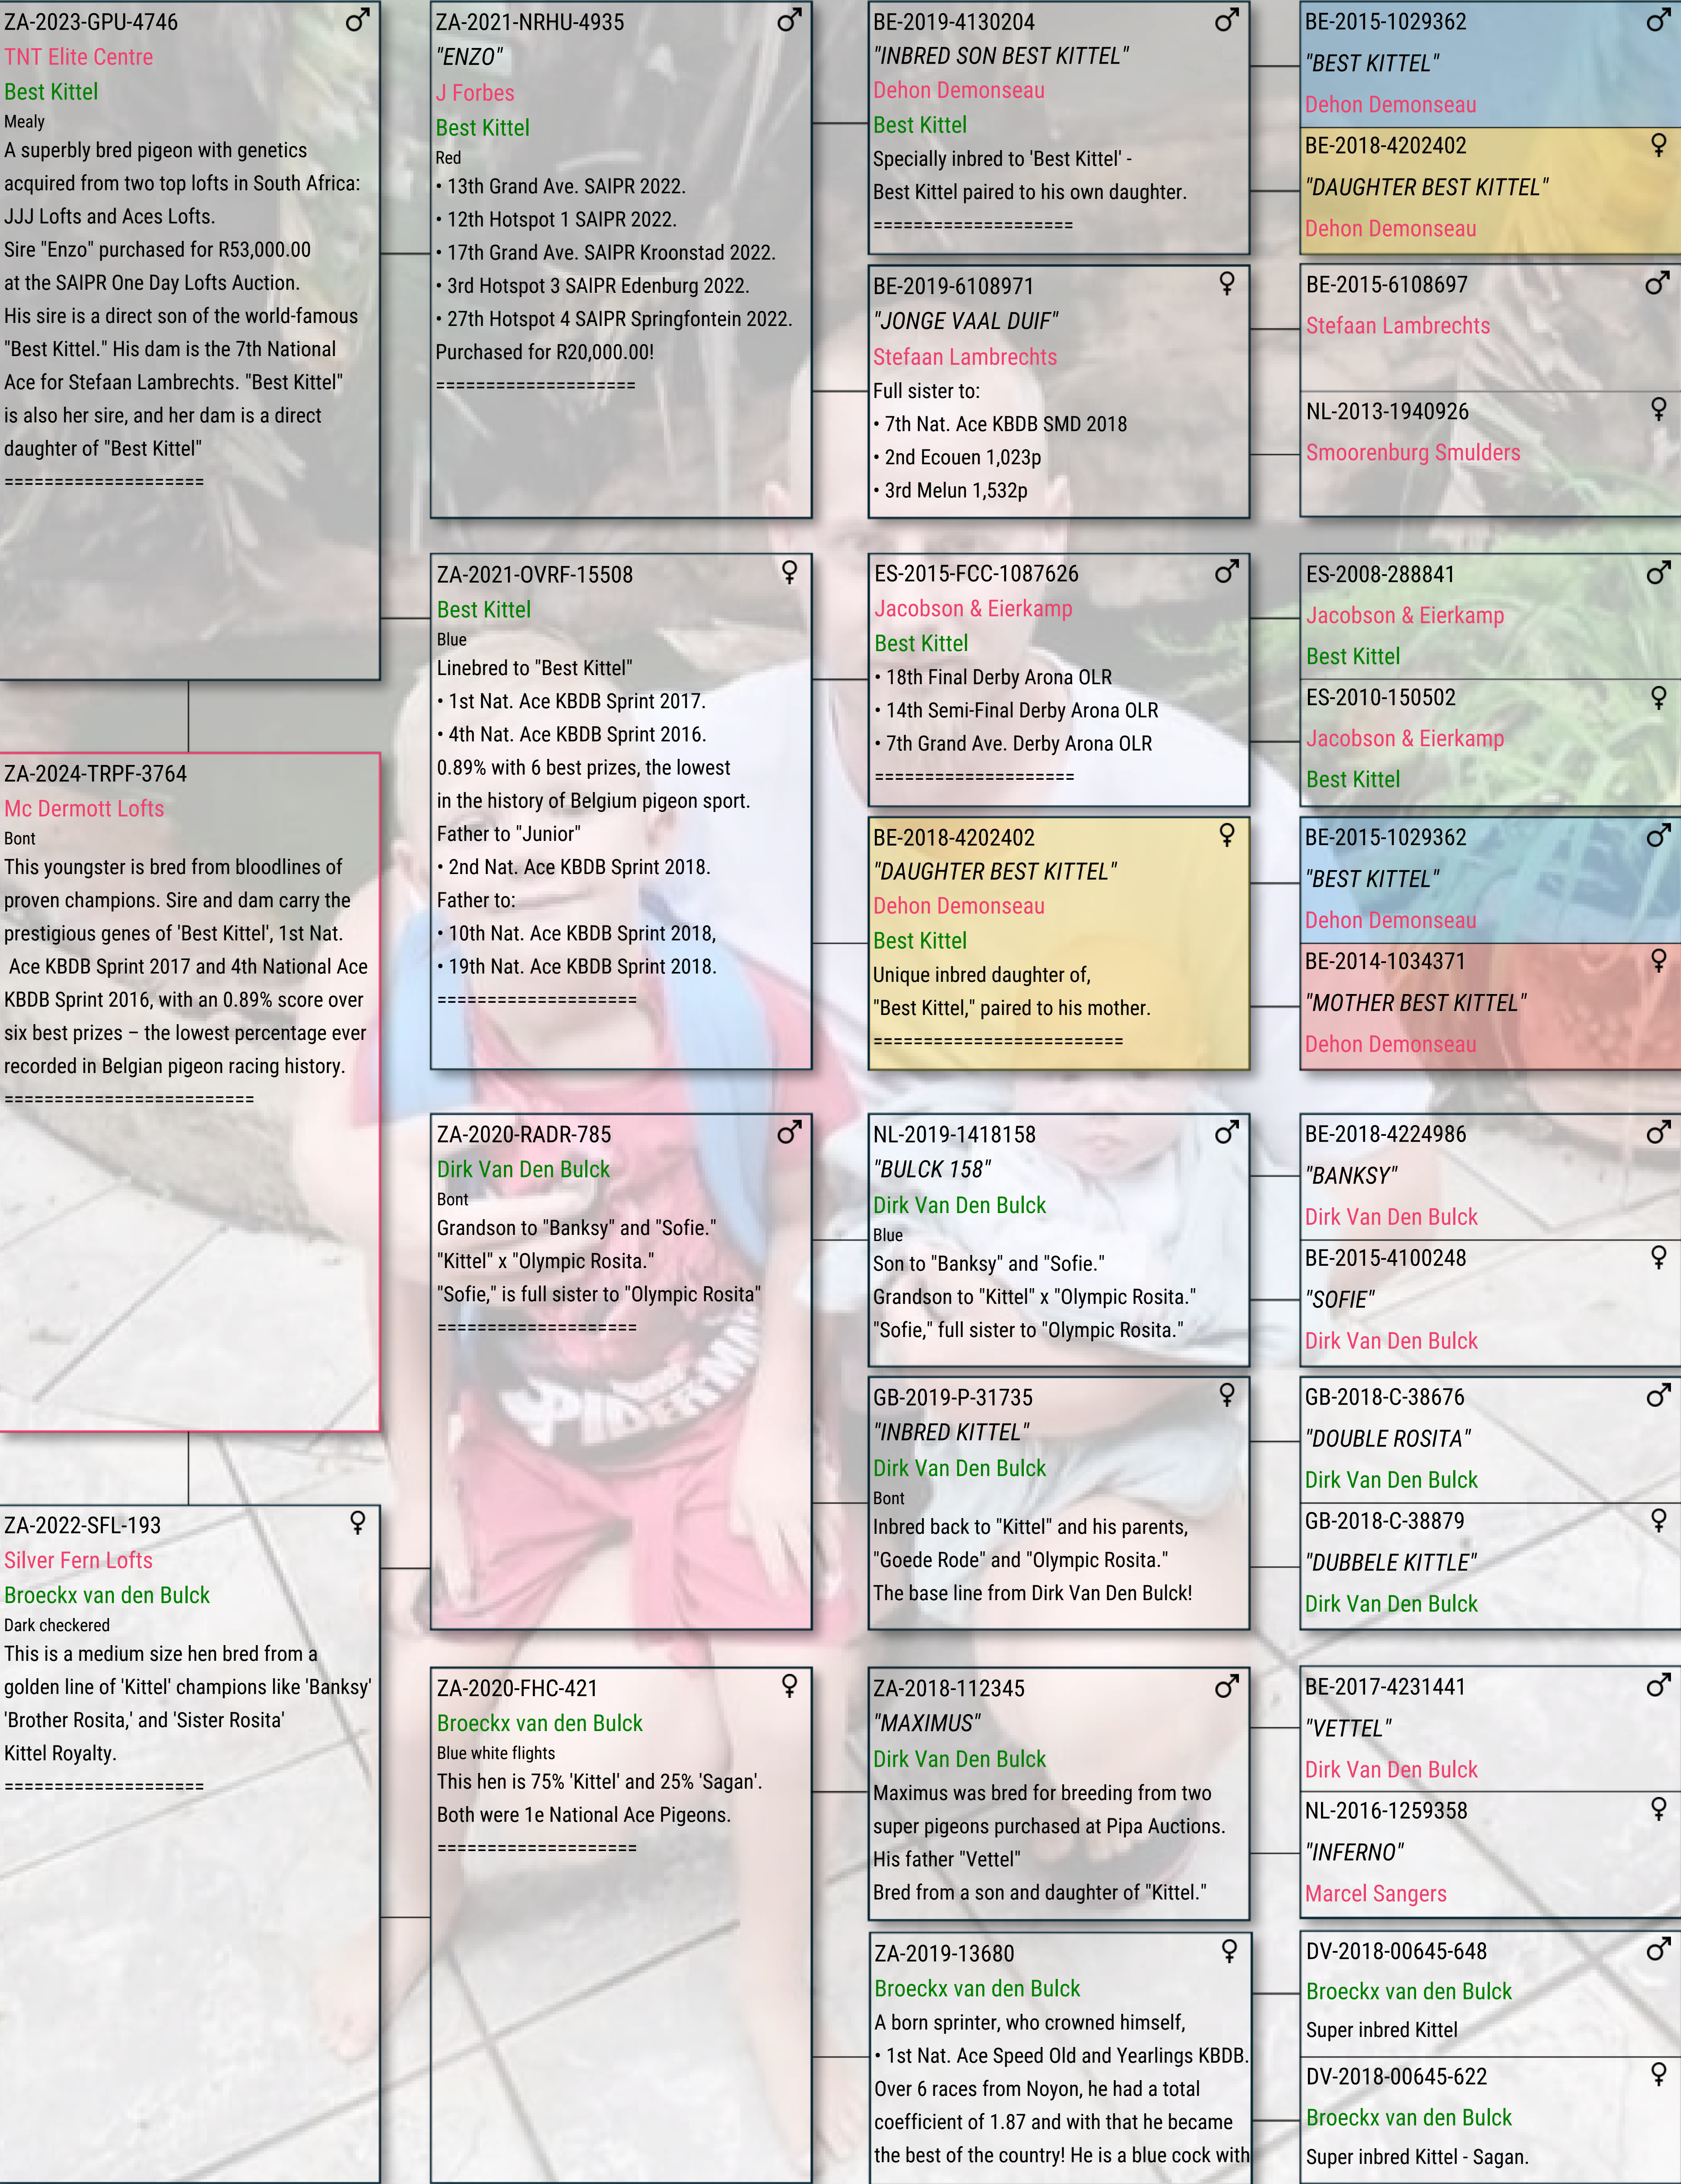 ZA-2023-GPU-4746 ♂
TNT Elite Centre
Best Kittel
Mealy
A superbly bred pigeon with genetics
acquired from two top lofts in South Africa:
JJJ Lofts and Aces Lofts.
Sire "Enzo" purchased for R53,000.00
at the SAIPR One Day Lofts Auction.
His sire is a direct son of the world-famous
"Best Kittel." His dam is the 7th National
Ace for Stefaan Lambrechts. "Best Kittel"
is also her sire, and her dam is a direct
daughter of "Best Kittel"
====================
ZA-2024-TRPF-3764
Mc Dermott Lofts
Bont
This youngster is bred from bloodlines of
proven champions. Sire and dam carry the
prestigious genes of 'Best Kittel', 1st Nat.
Ace KBDB Sprint 2017 and 4th National Ace
KBDB Sprint 2016, with an 0.89% score over
six best prizes – the lowest percentage ever
recorded in Belgian pigeon racing history.
=========================
ZA-2022-SFL-193 ♀
Silver Fern Lofts
Broeckx van den Bulck
Dark checkered
This is a medium size hen bred from a
golden line of 'Kittel' champions like 'Banksy'
'Brother Rosita,' and 'Sister Rosita'
Kittel Royalty.
====================
ZA-2021-NRHU-4935 ♂
"ENZO"
J Forbes
Best Kittel
Red
• 13th Grand Ave. SAIPR 2022.
• 12th Hotspot 1 SAIPR 2022.
• 17th Grand Ave. SAIPR Kroonstad 2022.
• 3rd Hotspot 3 SAIPR Edenburg 2022.
• 27th Hotspot 4 SAIPR Springfontein 2022.
Purchased for R20,000.00!
====================
ZA-2021-OVRF-15508 ♀
Best Kittel
Blue
Linebred to "Best Kittel"
• 1st Nat. Ace KBDB Sprint 2017.
• 4th Nat. Ace KBDB Sprint 2016.
0.89% with 6 best prizes, the lowest
in the history of Belgium pigeon sport.
Father to "Junior"
• 2nd Nat. Ace KBDB Sprint 2018.
Father to:
• 10th Nat. Ace KBDB Sprint 2018,
• 19th Nat. Ace KBDB Sprint 2018.
====================
ZA-2020-RADR-785 ♂
Dirk Van Den Bulck
Bont
Grandson to "Banksy" and "Sofie."
"Kittel" x "Olympic Rosita."
"Sofie," is full sister to "Olympic Rosita"
====================
ZA-2020-FHC-421 ♀
Broeckx van den Bulck
Blue white flights
This hen is 75% 'Kittel' and 25% 'Sagan'.
Both were 1e National Ace Pigeons.
====================
BE-2019-4130204 ♂
"INBRED SON BEST KITTEL"
Dehon Demonseau
Best Kittel
Specially inbred to 'Best Kittel' -
Best Kittel paired to his own daughter.
====================
BE-2019-6108971 ♀
"JONGE VAAL DUIF"
Stefaan Lambrechts
Full sister to:
• 7th Nat. Ace KBDB SMD 2018
• 2nd Ecouen 1,023p
• 3rd Melun 1,532p
ES-2015-FCC-1087626 ♂
Jacobson & Eierkamp
Best Kittel
• 18th Final Derby Arona OLR
• 14th Semi-Final Derby Arona OLR
• 7th Grand Ave. Derby Arona OLR
====================
BE-2018-4202402 ♀
"DAUGHTER BEST KITTEL"
Dehon Demonseau
Best Kittel
Unique inbred daughter of,
"Best Kittel," paired to his mother.
=========================
NL-2019-1418158 ♂
"BULCK 158"
Dirk Van Den Bulck
Blue
Son to "Banksy" and "Sofie."
Grandson to "Kittel" x "Olympic Rosita."
"Sofie," full sister to "Olympic Rosita."
GB-2019-P-31735 ♀
"INBRED KITTEL"
Dirk Van Den Bulck
Bont
Inbred back to "Kittel" and his parents,
"Goede Rode" and "Olympic Rosita."
The base line from Dirk Van Den Bulck!
ZA-2018-112345 ♂
"MAXIMUS"
Dirk Van Den Bulck
Maximus was bred for breeding from two
super pigeons purchased at Pipa Auctions.
His father "Vettel"
Bred from a son and daughter of "Kittel."
ZA-2019-13680 ♀
Broeckx van den Bulck
A born sprinter, who crowned himself,
• 1st Nat. Ace Speed Old and Yearlings KBDB.
Over 6 races from Noyon, he had a total
coefficient of 1.87 and with that he became
the best of the country! He is a blue cock with
BE-2015-1029362 ♂
"BEST KITTEL"
Dehon Demonseau
BE-2018-4202402 ♀
"DAUGHTER BEST KITTEL"
Dehon Demonseau
BE-2015-6108697 ♂
Stefaan Lambrechts
NL-2013-1940926 ♀
Smoorenburg Smulders
ES-2008-288841 ♂
Jacobson & Eierkamp
Best Kittel
ES-2010-150502 ♀
Jacobson & Eierkamp
Best Kittel
BE-2015-1029362 ♂
"BEST KITTEL"
Dehon Demonseau
BE-2014-1034371 ♀
"MOTHER BEST KITTEL"
Dehon Demonseau
BE-2018-4224986 ♂
"BANKSY"
Dirk Van Den Bulck
BE-2015-4100248 ♀
"SOFIE"
Dirk Van Den Bulck
GB-2018-C-38676 ♂
"DOUBLE ROSITA"
Dirk Van Den Bulck
GB-2018-C-38879 ♀
"DUBBELE KITTLE"
Dirk Van Den Bulck
BE-2017-4231441 ♂
"VETTEL"
Dirk Van Den Bulck
NL-2016-1259358 ♀
"INFERNO"
Marcel Sangers
DV-2018-00645-648 ♂
Broeckx van den Bulck
Super inbred Kittel
DV-2018-00645-622 ♀
Broeckx van den Bulck
Super inbred Kittel - Sagan.